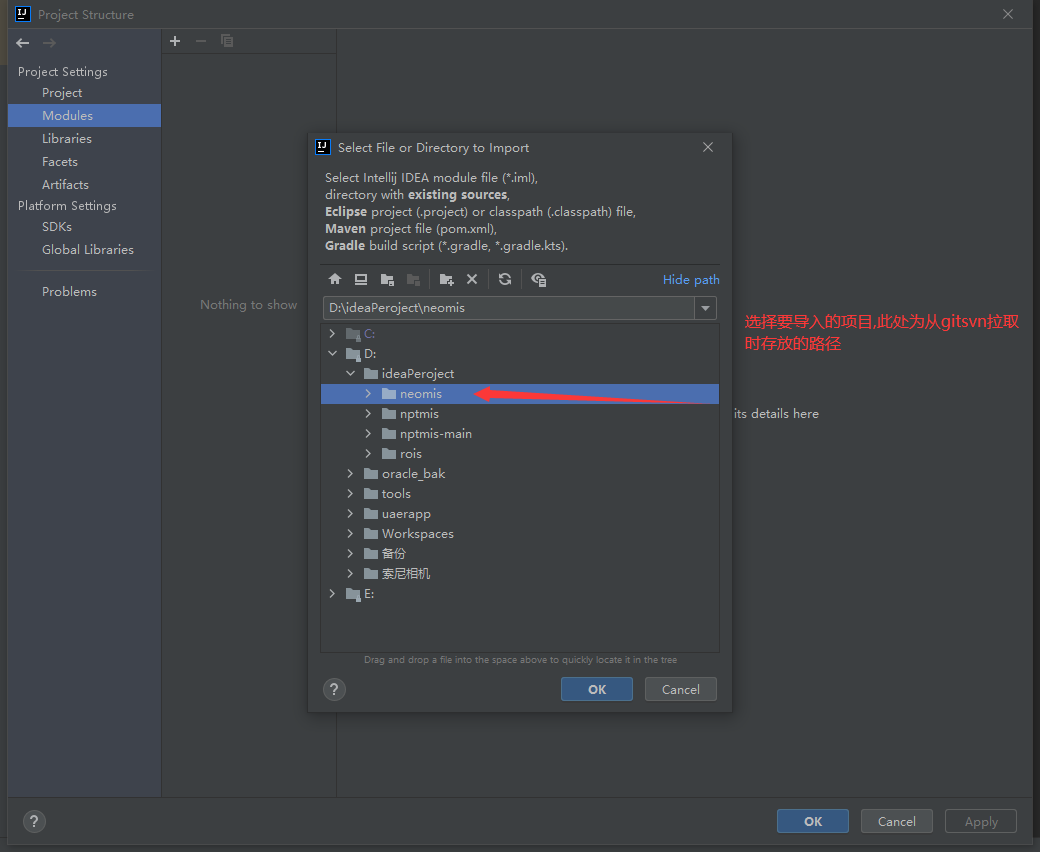 Project Structure
Project Settings
Project
Modules
Libraries
Facets
Artifacts
Platform Settings
SDKs
Global Libraries
Problems
Nothing to show
Select File or Directory to Import
Select Intellij IDEA module file (*.iml),
directory with existing sources,
Eclipse project (.project) or classpath (.classpath) file,
Maven project file (pom.xml),
Gradle build script (*.gradle, *.gradle.kts).
Hide path
D:\ideaPeroject\neomis
C:
D:
ideaPeroject
neomis
nptmis
nptmis-main
rois
oracle_bak
tools
uaerapp
Workspaces
备份
索尼相机
E:
Drag and drop a file into the space above to quickly locate it in the tree
?
OK
Cancel
选择要导入的项目,此处为从gitsvn拉取
时存放的路径
its details here
?
OK
Cancel
Apply